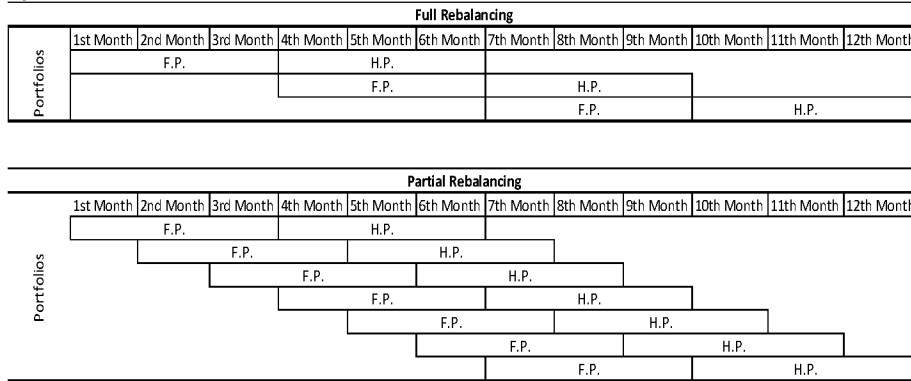 Full Rebalancing
1st Month 2nd Month 3rd Month 4th Month 5th Month 6th Month 7th Month 8th Month 9th Month 10th Month 11th Month 12th Month
Portfolios
F.P. H.P.
F.P. H.P.
F.P. H.P.
Partial Rebalancing
1st Month 2nd Month 3rd Month 4th Month 5th Month 6th Month 7th Month 8th Month 9th Month 10th Month 11th Month 12th Month
Portfolios
F.P. H.P.
F.P. H.P.
F.P. H.P.
F.P. H.P.
F.P. H.P.
F.P. H.P.
F.P. H.P.